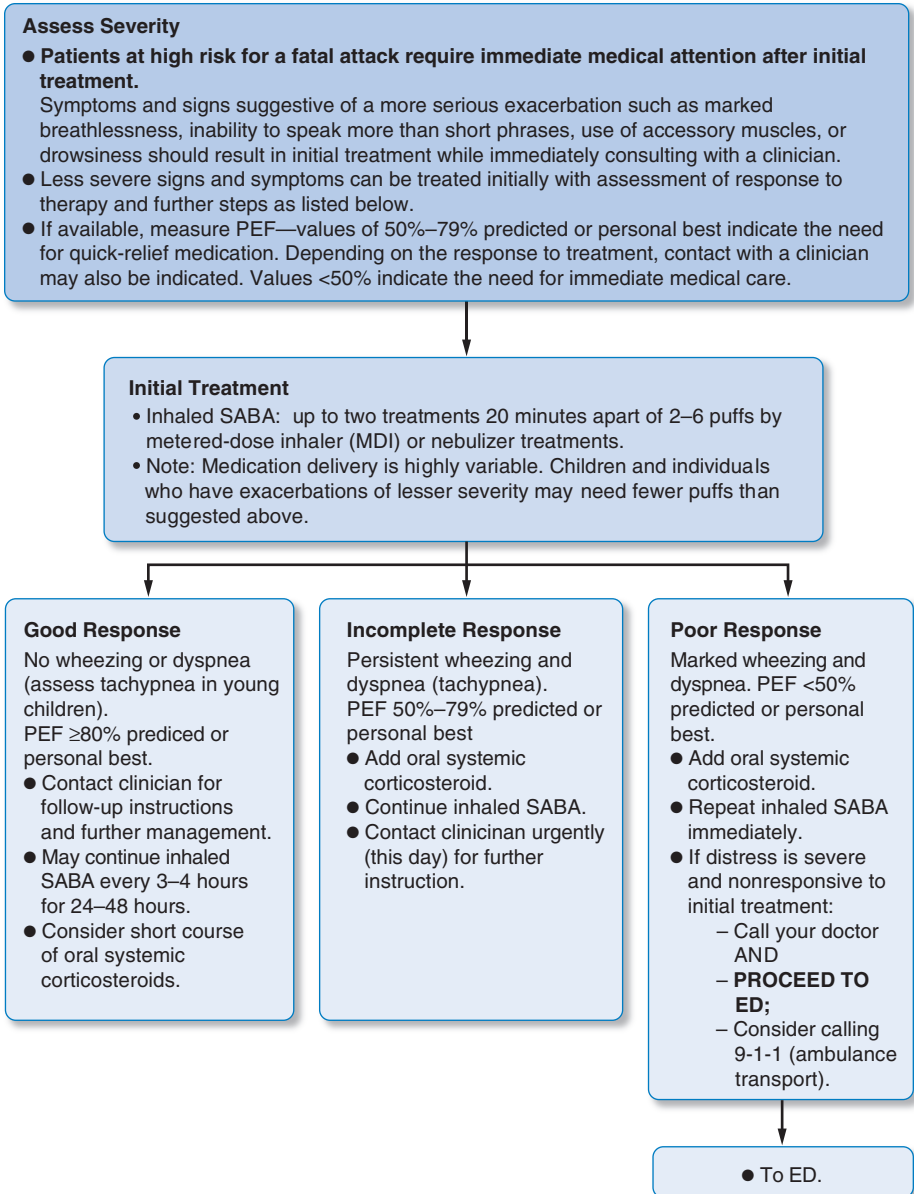 Assess Severity
● Patients at high risk for a fatal attack require immediate medical attention after initial
treatment.
Symptoms and signs suggestive of a more serious exacerbation such as marked
breathlessness, inability to speak more than short phrases, use of accessory muscles, or
drowsiness should result in initial treatment while immediately consulting with a clinician.
● Less severe signs and symptoms can be treated initially with assessment of response to
therapy and further steps as listed below.
● If available, measure PEF—values of 50%–79% predicted or personal best indicate the need
for quick-relief medication. Depending on the response to treatment, contact with a clinician
may also be indicated. Values <50% indicate the need for immediate medical care.
Initial Treatment
• Inhaled SABA: up to two treatments 20 minutes apart of 2–6 puffs by
metered-dose inhaler (MDI) or nebulizer treatments.
• Note: Medication delivery is highly variable. Children and individuals
who have exacerbations of lesser severity may need fewer puffs than
suggested above.
Good Response
No wheezing or dyspnea
(assess tachypnea in young
children).
PEF ≥80% prediced or
personal best.
● Contact clinician for
follow-up instructions
and further management.
● May continue inhaled
SABA every 3–4 hours
for 24–48 hours.
● Consider short course
of oral systemic
corticosteroids.
Incomplete Response
Persistent wheezing and
dyspnea (tachypnea).
PEF 50%–79% predicted or
personal best
● Add oral systemic
corticosteroid.
● Continue inhaled SABA.
● Contact clinicinan urgently
(this day) for further
instruction.
Poor Response
Marked wheezing and
dyspnea. PEF <50%
predicted or personal
best.
● Add oral systemic
corticosteroid.
● Repeat inhaled SABA
immediately.
● If distress is severe
and nonresponsive to
initial treatment:
– Call your doctor
AND
– PROCEED TO
ED;
– Consider calling
9-1-1 (ambulance
transport).
● To ED.